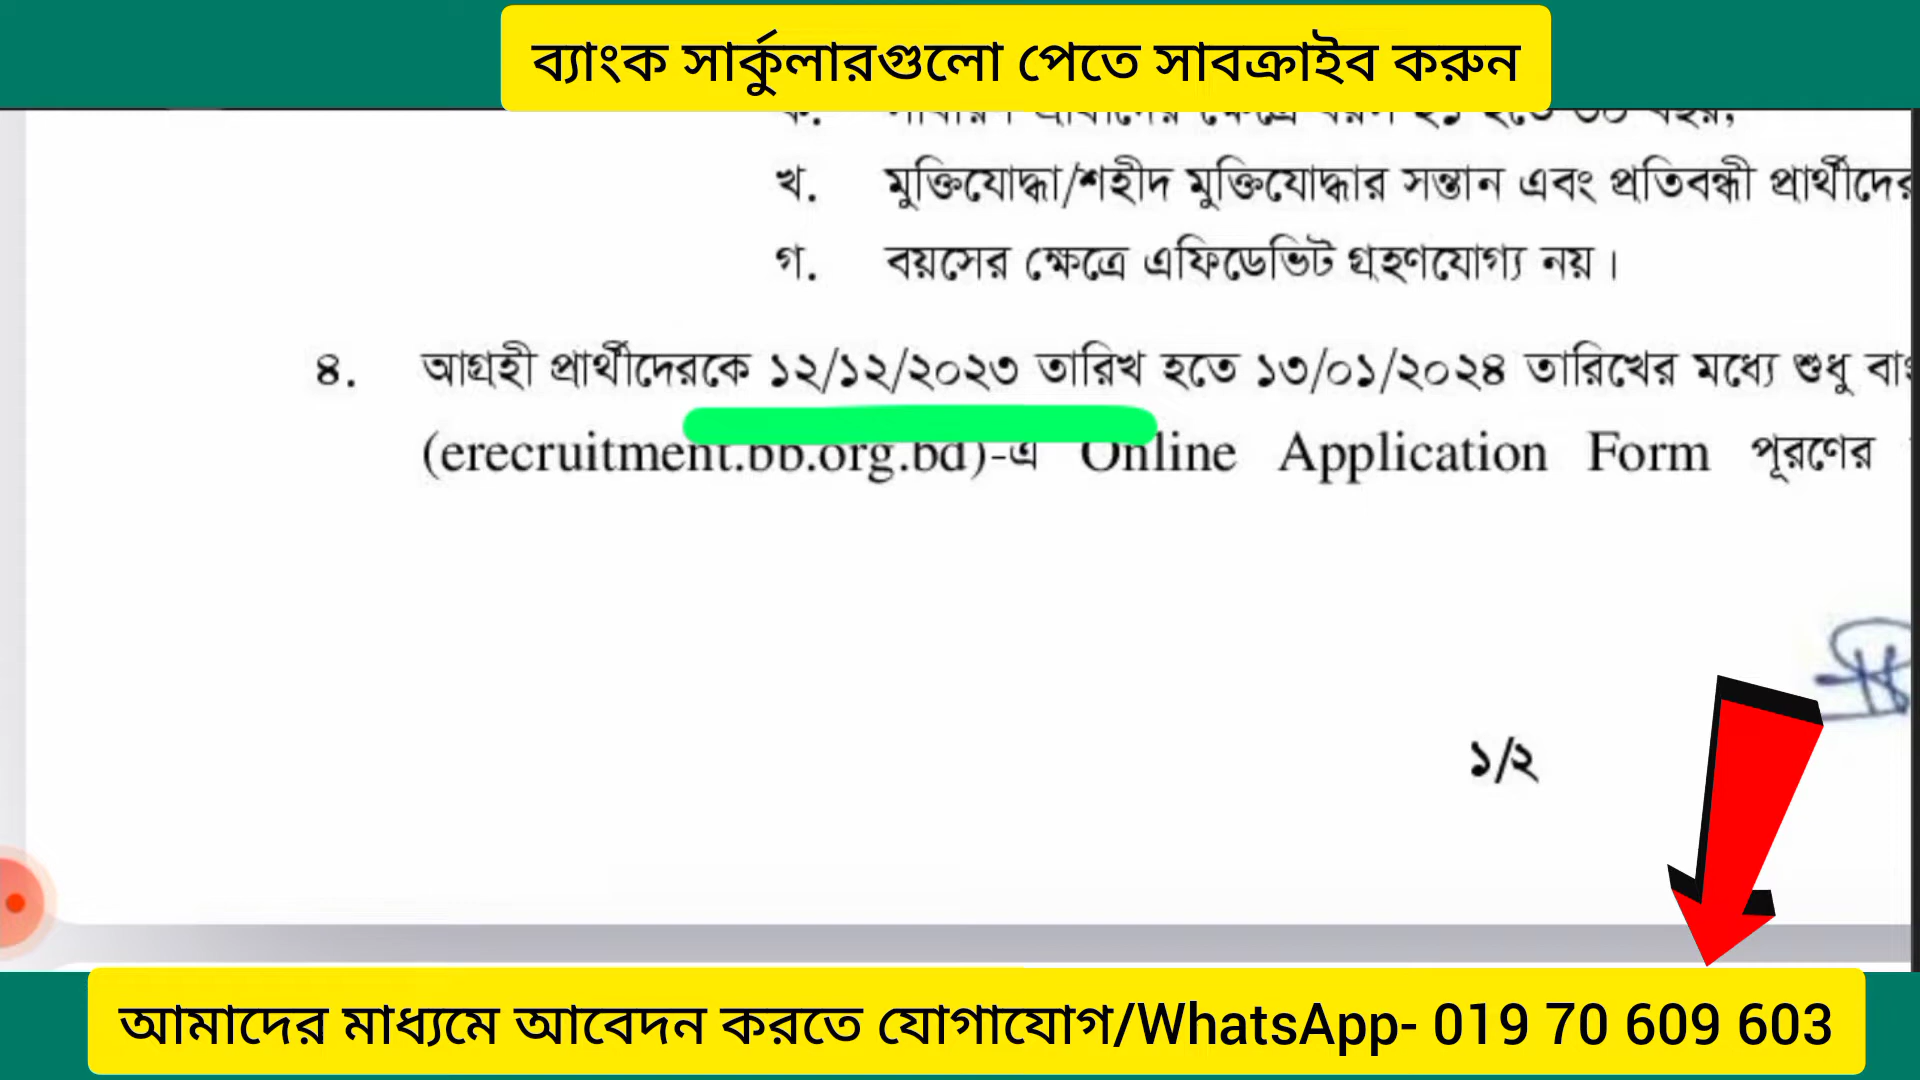 ব্যাংক সার্কুলারগুলো পেতে সাবক্রাইব করুন
খ. মুক্তিযোদ্ধা/শহীদ মুক্তিযোদ্ধার সন্তান এবং প্রতিবন্ধী প্রার্থীদের
গ. বয়সের ক্ষেত্রে এফিডেভিট গ্রহণযোগ্য নয়।
৪. আগ্রহী প্রার্থীদেরকে ১২/১২/২০২৩ তারিখ হতে ১৩/০১/২০২৪ তারিখের মধ্যে শুধু
(erecruitment.bb.org.bd)-এ Online Application Form পূরণের
১/২
আমাদের মাধ্যমে আবেদন করতে যোগাযোগ/WhatsApp- 019 70 609 603